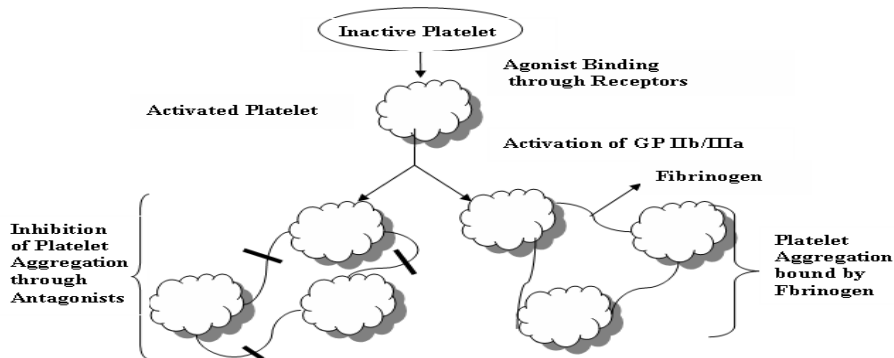 Inactive Platelet
Agonist Binding
through Receptors
Activated Platelet
Activation of GP IIb/IIIa
Fibrinogen
Inhibition
of Platelet
Aggregation
through
Antagonists
Platelet
Aggregation
bound by
Fbrinogen